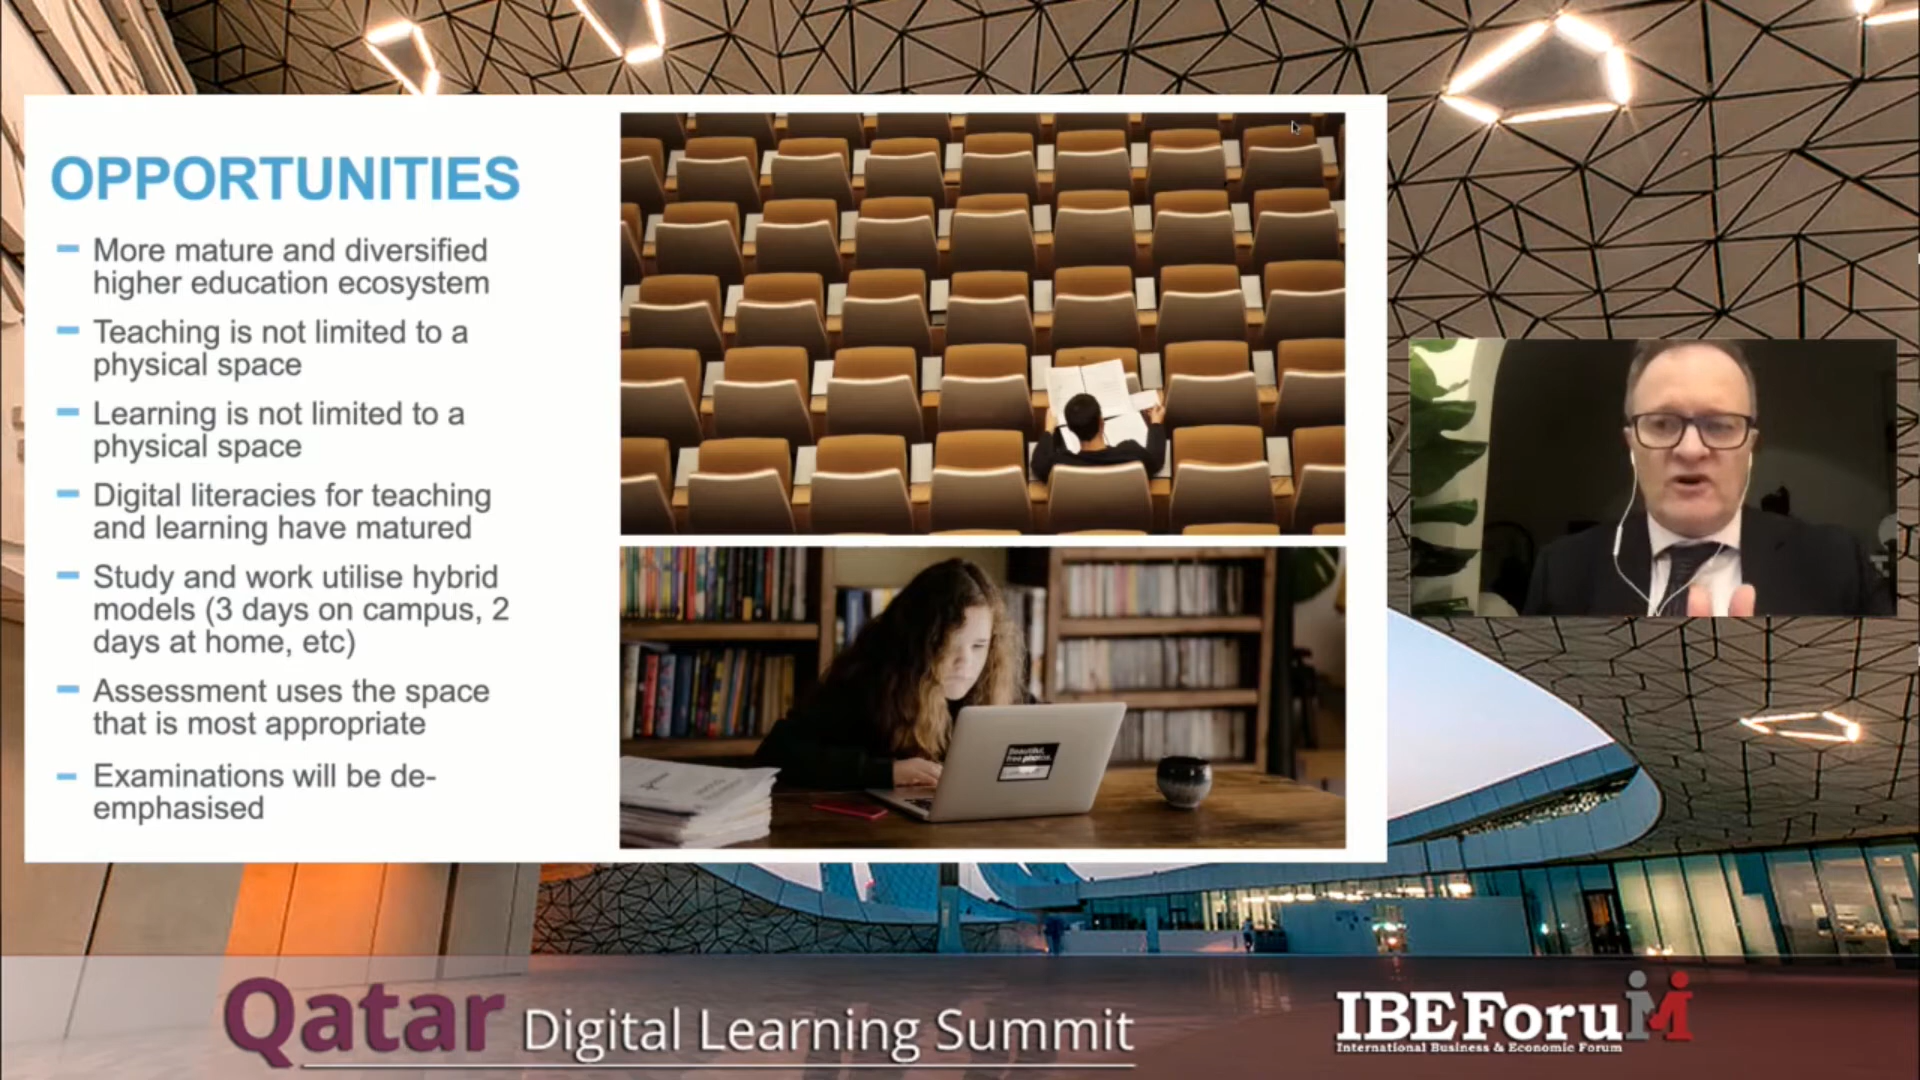 OPPORTUNITIES
More mature and diversified
higher education ecosystem
Teaching is not limited to a
physical space
Learning is not limited to a
physical space
Digital literacies for teaching
and learning have matured
Study and work utilise hybrid
models (3 days on campus, 2
days at home, etc)
Assessment uses the space
that is most appropriate
Examinations will be de-
emphasised
Beautiful,
free photos.
Qatar Digital Learning Summit
IBEForuM
International Business & Economic Forum